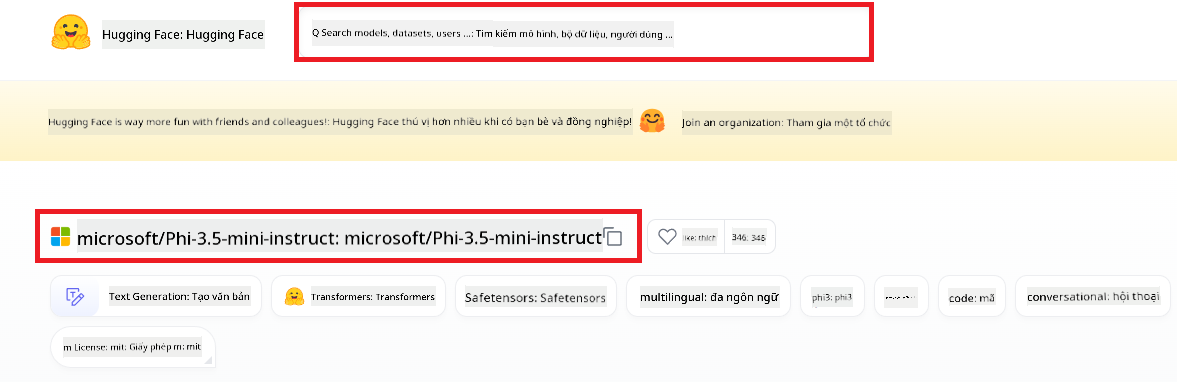 Hugging Face: Hugging Face
Q Search models, datasets, users ...: Tìm kiếm mô hình, bộ dữ liệu, người dùng ...
Hugging Face is way more fun with friends and colleagues!: Hugging Face thú vị hơn nhiều khi có bạn bè và đồng nghiệp!
Join an organization: Tham gia một tổ chức
microsoft/Phi-3.5-mini-instruct: microsoft/Phi-3.5-mini-instruct
like: thích
346: 346
Text Generation: Tạo văn bản
Transformers: Transformers
Safetensors: Safetensors
multilingual: đa ngôn ngữ
phi3: phi3
code: mã
conversational: hội thoại
m License: mit: Giấy phép m: mit